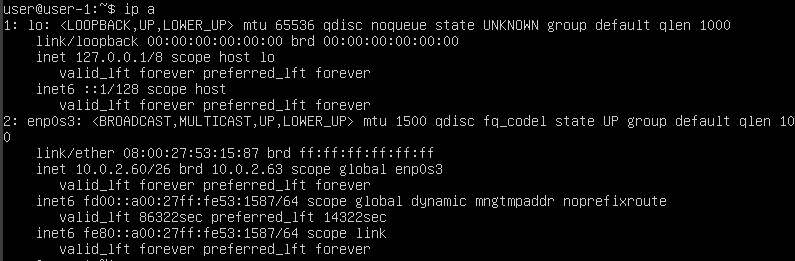 user@user-1:~$ ip a
1: lo: <LOOPBACK,UP,LOWER_UP> mtu 65536 qdisc noqueue state UNKNOWN group default qlen 1000
    link/loopback 00:00:00:00:00:00 brd 00:00:00:00:00:00
    inet 127.0.0.1/8 scope host lo
       valid_lft forever preferred_lft forever
    inet6 ::1/128 scope host
       valid_lft forever preferred_lft forever
2: enp0s3: <BROADCAST,MULTICAST,UP,LOWER_UP> mtu 1500 qdisc fq_codel state UP group default qlen 100
0
    link/ether 08:00:27:53:15:87 brd ff:ff:ff:ff:ff:ff
    inet 10.0.2.60/26 brd 10.0.2.63 scope global enp0s3
       valid_lft forever preferred_lft forever
    inet6 fd00::a00:27ff:fe53:1587/64 scope global dynamic mngtmpaddr noprefixroute
       valid_lft 86322sec preferred_lft 14322sec
    inet6 fe80::a00:27ff:fe53:1587/64 scope link
       valid_lft forever preferred_lft forever